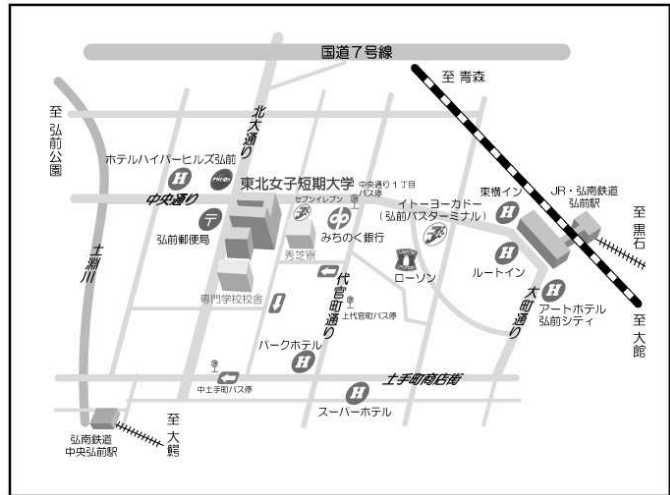 国道7号線
至 青森
至 弘前公園
北大通り
ホテルハイパーヒルズ弘前
中央通り
東北女子短期大学
セブンイレブン
中央通り1丁目
バス停
イトーヨーカドー
(弘前バスターミナル)
東横イン
JR・弘南鉄道
弘前駅
至 黒石
弘前郵便局
みちのく銀行
秀芝寮
ローソン
ルートイン
土淵川
専門学校校舎
代官町通り
上代官町バス停
大町通り
アートホテル
弘前シティ
至 大館
パークホテル
中土手町バス停
土手町商店街
スーパーホテル
弘南鉄道
中央弘前駅
至 大鰐